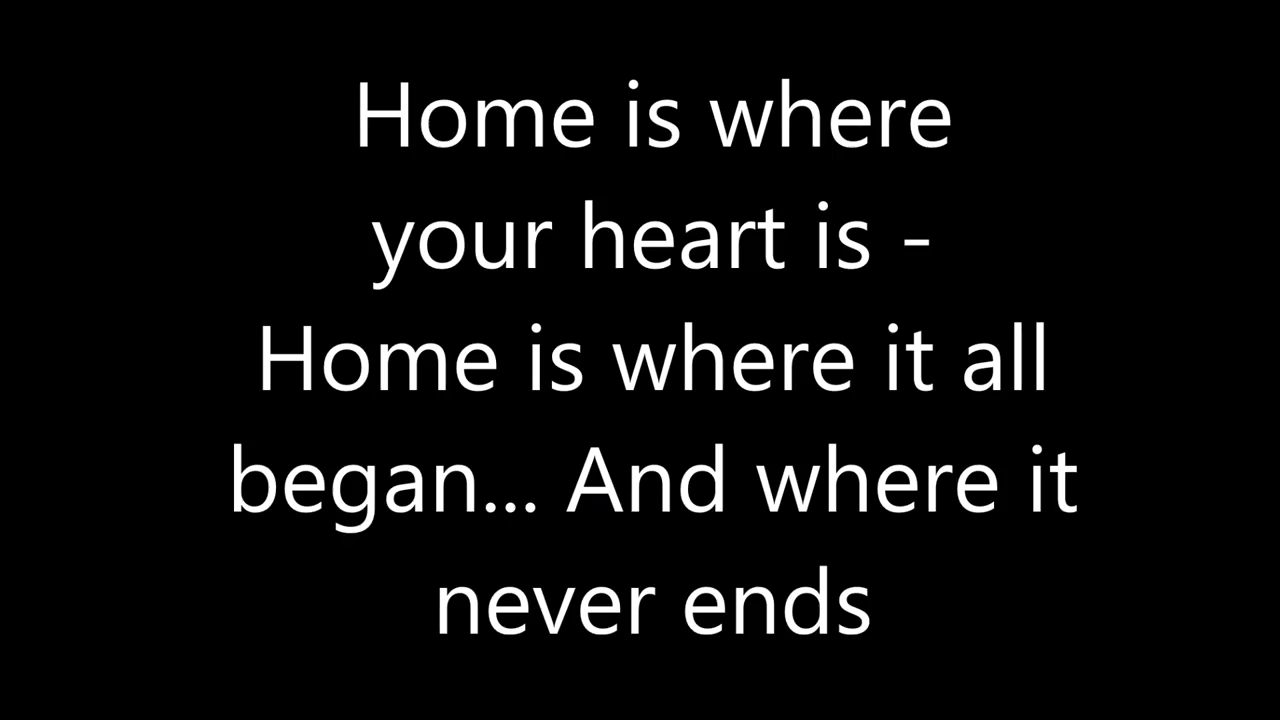 Home is where
your heart is -
Home is where it all
began... And where it
never ends